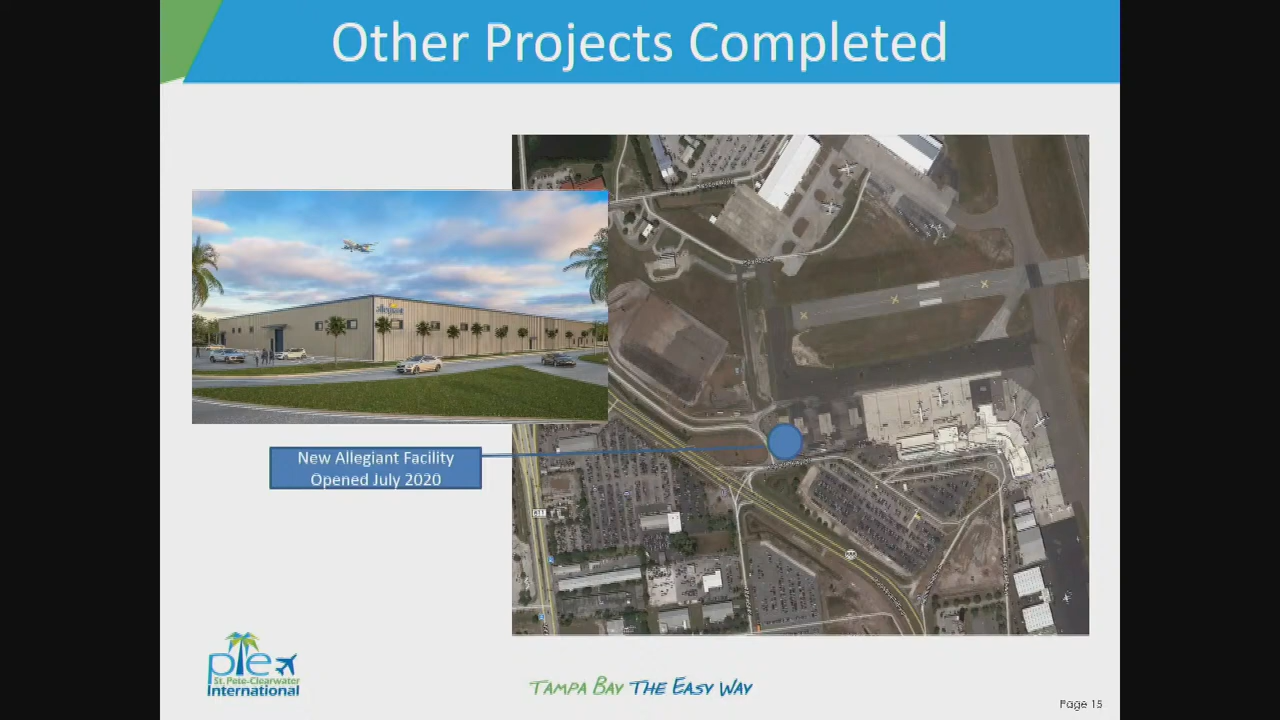 Other Projects Completed
allegiant
New Allegiant Facility
Opened July 2020
611
pie
St. Pete-Clearwater
International
TAMPA BAY THE EASY WAY
Page 15